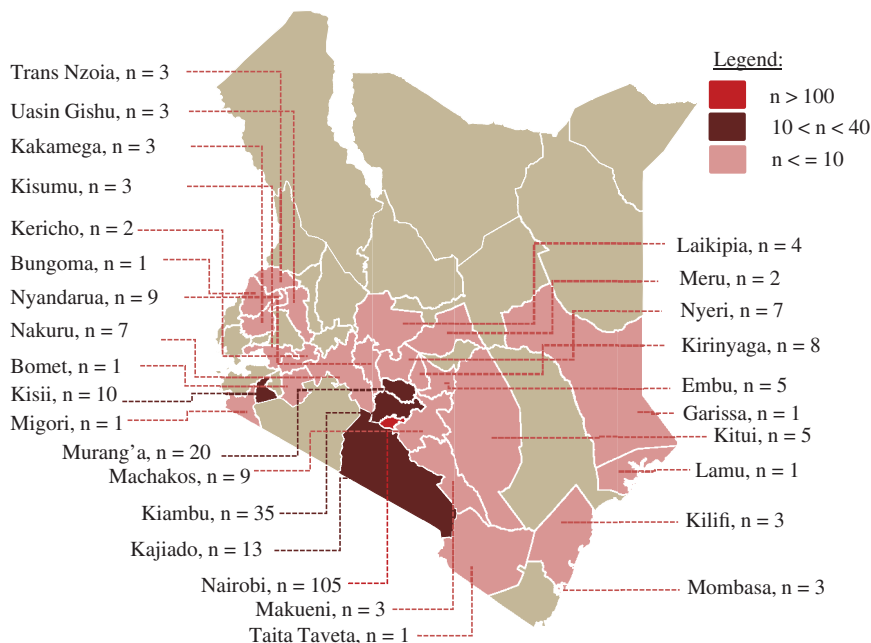 Legend:
n > 100
10 < n < 40
n < = 10
Trans Nzoia, n = 3
Uasin Gishu, n = 3
Kakamega, n = 3
Kisumu, n = 3
Kericho, n = 2
Bungoma, n = 1
Nyandarua, n = 9
Nakuru, n = 7
Bomet, n = 1
Kisii, n = 10
Migori, n = 1
Murang’a, n = 20
Machakos, n = 9
Kiambu, n = 35
Kajiado, n = 13
Nairobi, n = 105
Makueni, n = 3
Taita Taveta, n = 1
Laikipia, n = 4
Meru, n = 2
Nyeri, n = 7
Kirinyaga, n = 8
Embu, n = 5
Garissa, n = 1
Kitui, n = 5
Lamu, n = 1
Kilifi, n = 3
Mombasa, n = 3